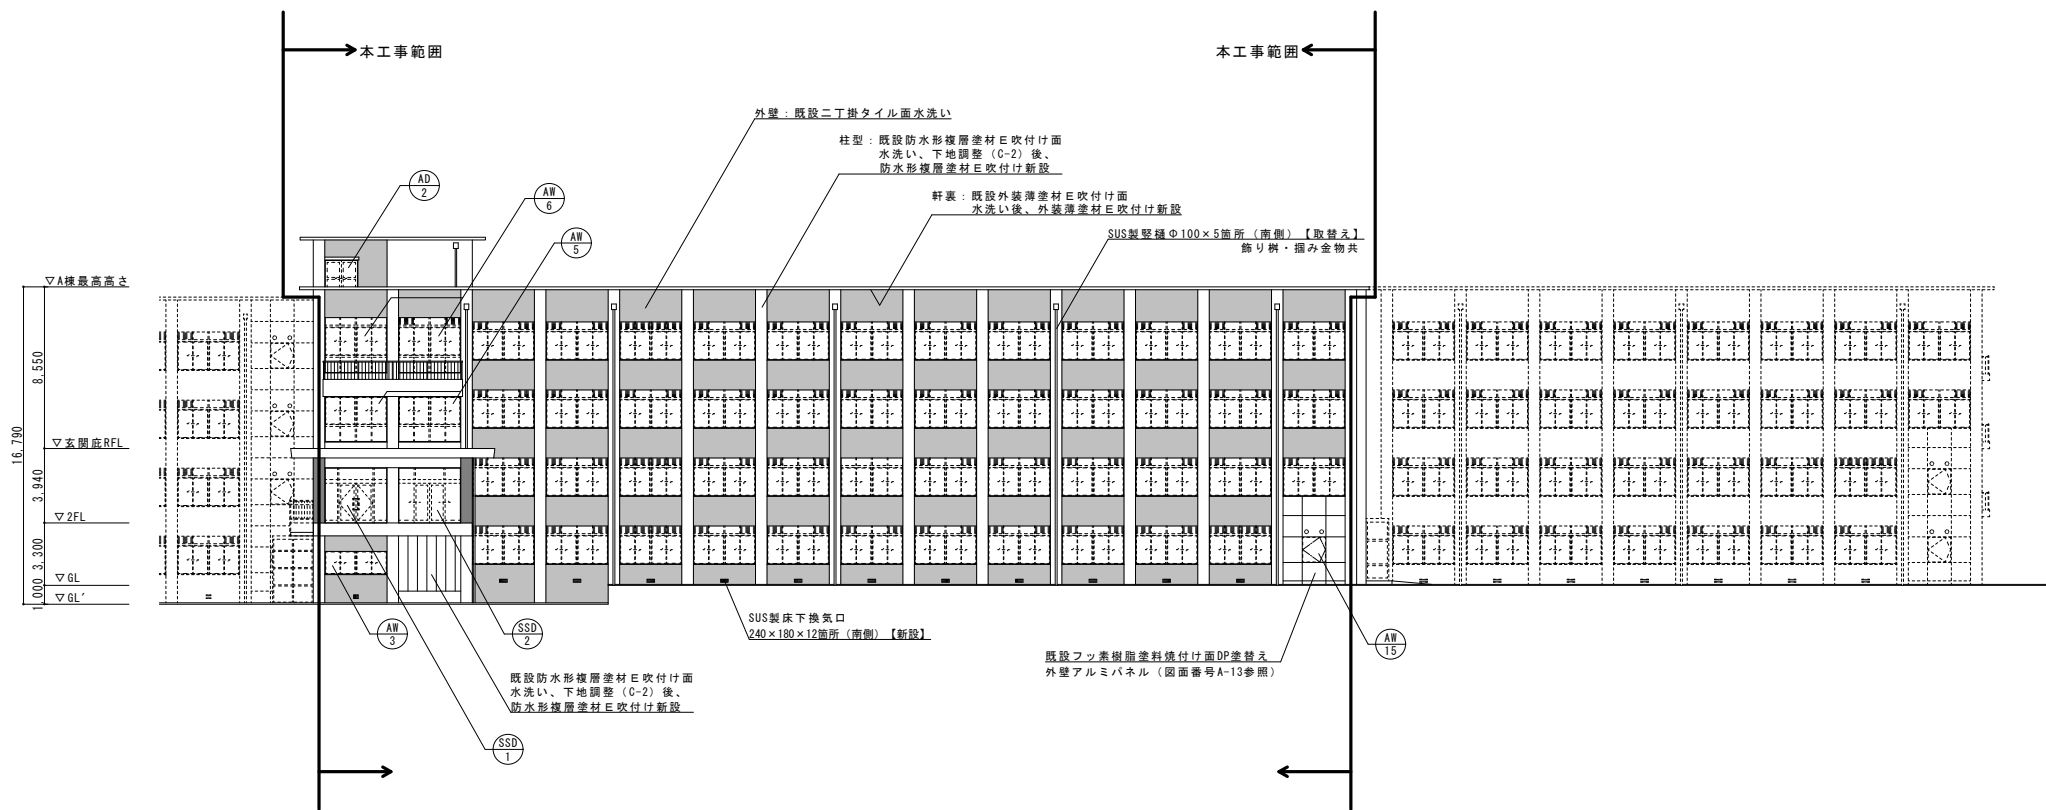 本工事範囲
本工事範囲
外壁：既設二丁掛タイル面水洗い
柱型：既設防水形複層塗材Ｅ吹付け面
水洗い、下地調整（C-2）後、
防水形複層塗材Ｅ吹付け新設
軒裏：既設外装薄塗材Ｅ吹付け面
水洗い後、外装薄塗材Ｅ吹付け新設
SUS製竪樋Φ100×5箇所（南側）【取替え】
飾り桝・掴み金物共
AD
2
AW
6
AW
5
▽A棟最高高さ
▽玄関庇RFL
▽2FL
▽GL
▽GL'
16,790
8,550
3,940
3,300
1,000
SUS製床下換気口
240×180×12箇所（南側）【新設】
AW
3
SSD
2
AW
15
既設フッ素樹脂塗料焼付け面DP塗替え
外壁アルミパネル（図面番号A-13参照）
既設防水形複層塗材Ｅ吹付け面
水洗い、下地調整（C-2）後、
防水形複層塗材Ｅ吹付け新設
SSD
1